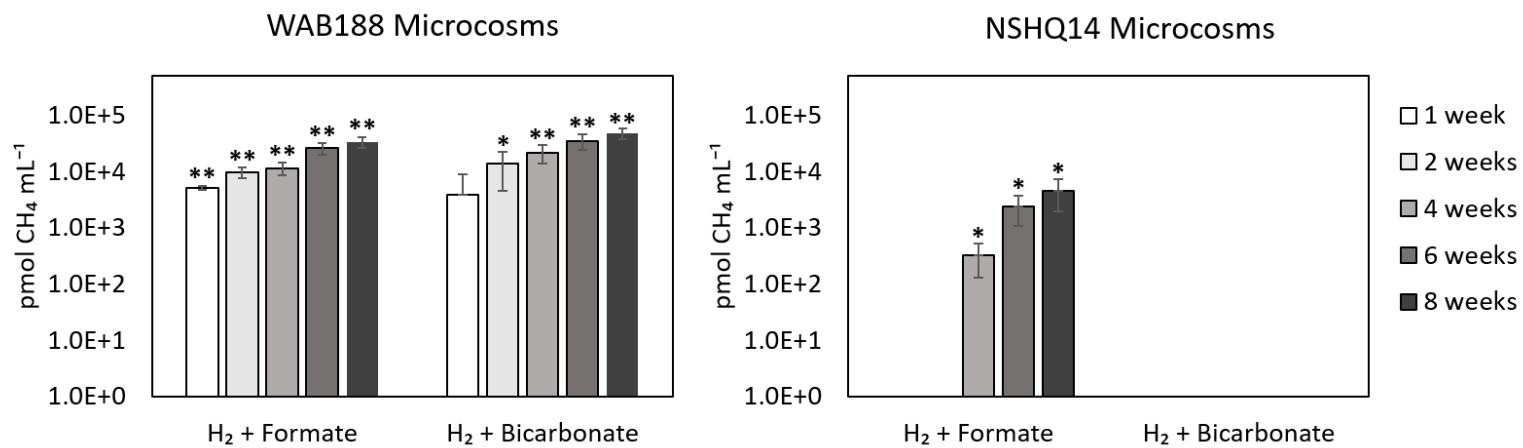 WAB188 Microcosms
pmol CH₄ mL⁻¹
1.0E+5
1.0E+4
1.0E+3
1.0E+2
1.0E+1
1.0E+0
** ** ** ** **
* ** ** **
H₂ + Formate
H₂ + Bicarbonate
NSHQ14 Microcosms
pmol CH₄ mL⁻¹
1.0E+5
1.0E+4
1.0E+3
1.0E+2
1.0E+1
1.0E+0
* * *
H₂ + Formate
H₂ + Bicarbonate
1 week
2 weeks
4 weeks
6 weeks
8 weeks